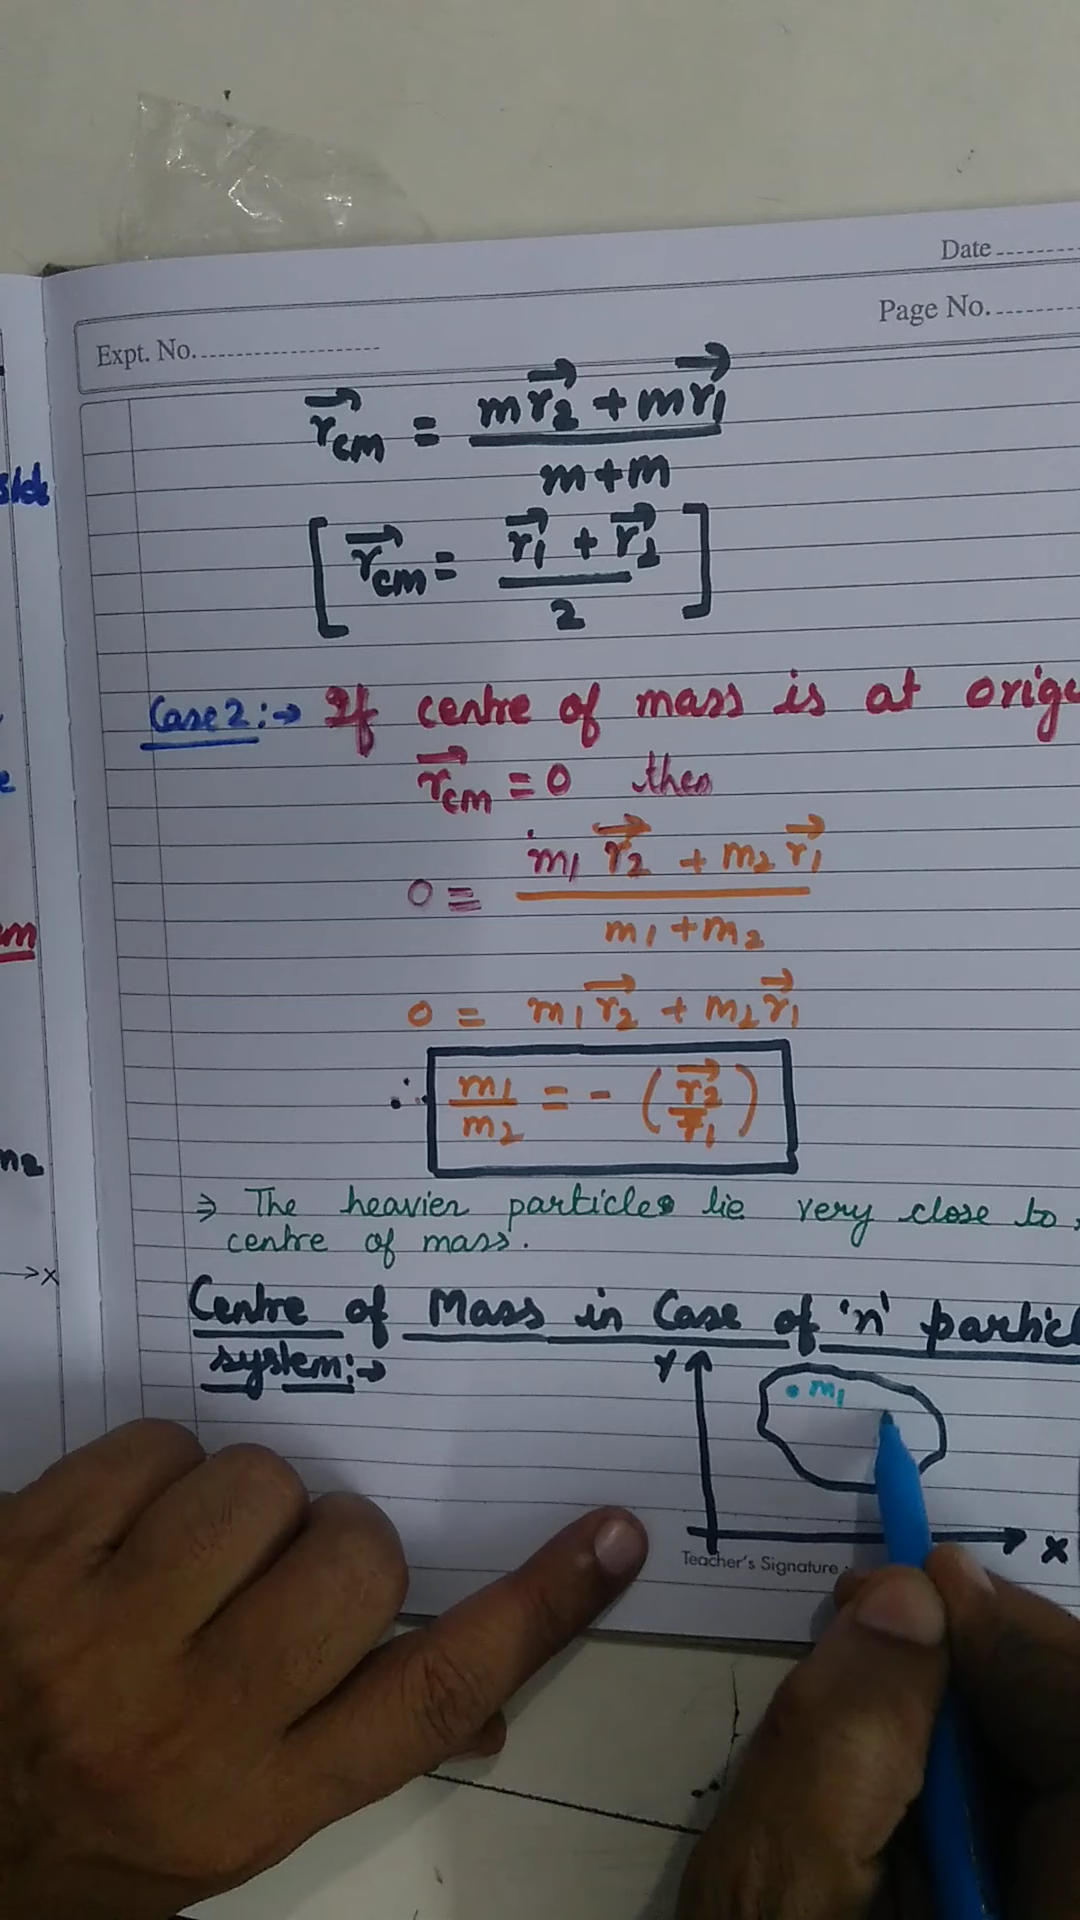 Date
Page No.
Expt. No.
r⃗cm = mr⃗2 + mr⃗1 / m+m
[ r⃗cm = r⃗1 + r⃗2 / 2 ]
Case 2:→ If centre of mass is at
r⃗cm = 0 then
0 = m1 r⃗2 + m2 r⃗1 / m1 + m2
0 = m1 r⃗2 + m2 r⃗1
∴ m1/m2 = - (r⃗2/r⃗1)
⇒ The heavier particles lie very close to
centre of mass.
Centre of Mass in Case of 'n'
system:→
Y
m1
X
Teacher's Signature
→X